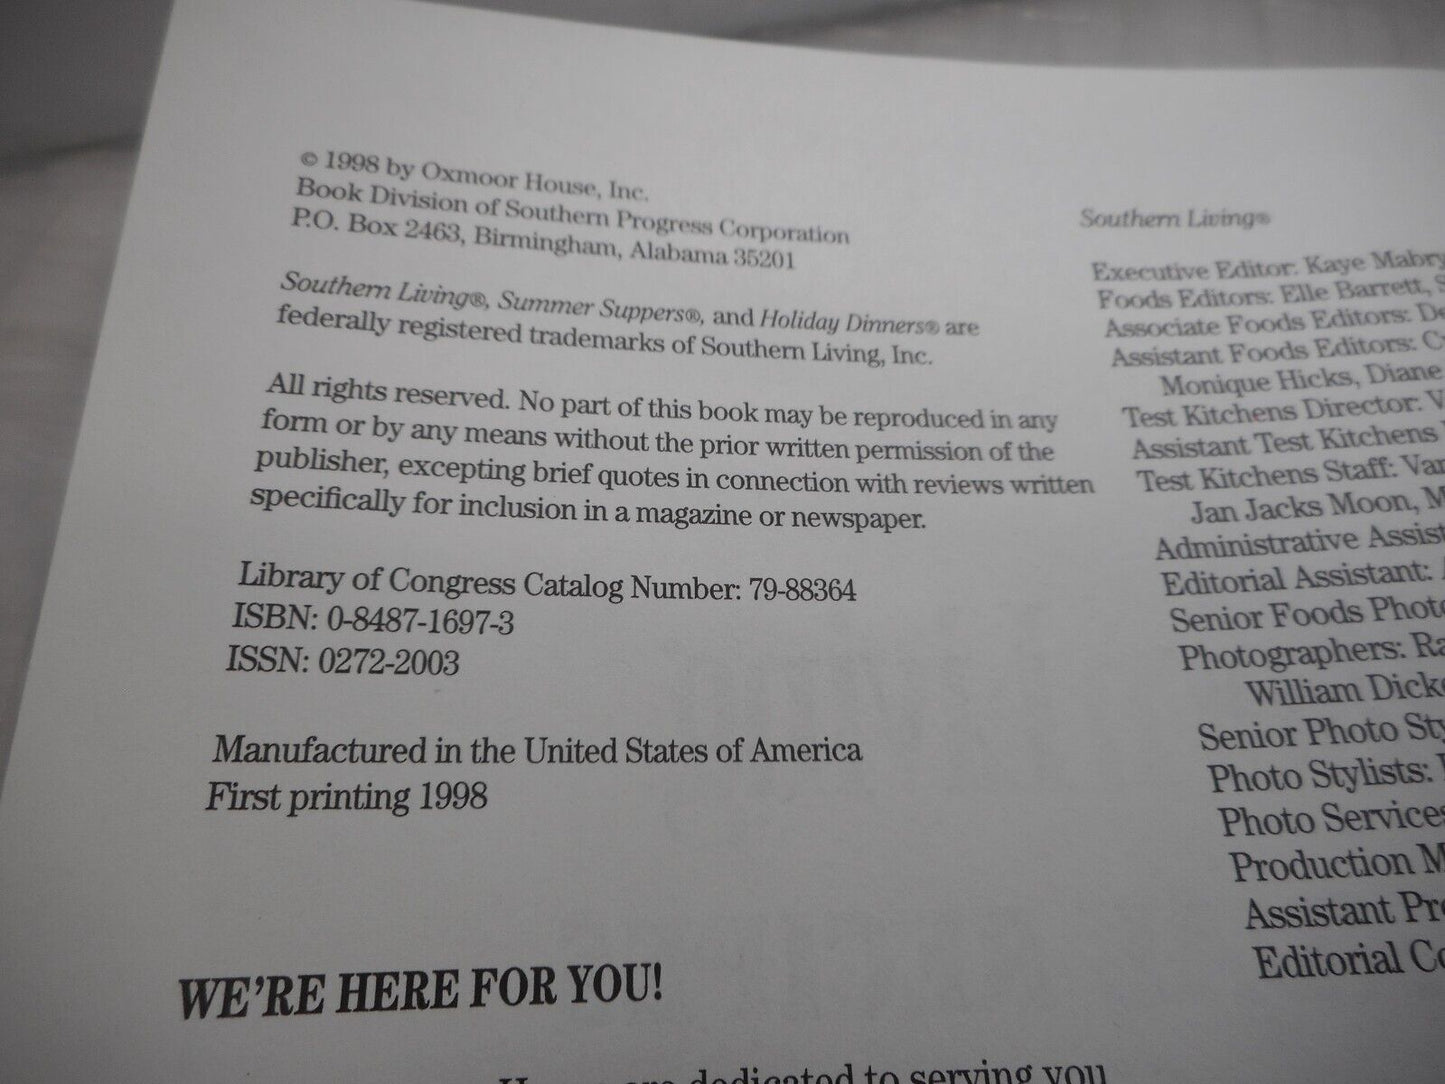 © 1998 by Oxmoor House, Inc.
Book Division of Southern Progress Corporation
P.O. Box 2463, Birmingham, Alabama 35201
Southern Living®, Summer Suppers®, and Holiday Dinners® are
federally registered trademarks of Southern Living, Inc.
All rights reserved. No part of this book may be reproduced in any
form or by any means without the prior written permission of the
publisher, excepting brief quotes in connection with reviews written
specifically for inclusion in a magazine or newspaper.
Library of Congress Catalog Number: 79-88364
ISBN: 0-8487-1697-3
ISSN: 0272-2003
Manufactured in the United States of America
First printing 1998
WE'RE HERE FOR YOU!
dedicated to serving you
Southern Living®
Executive Editor: Kaye Mabry
Foods Editors: Elle Barrett,
Associate Foods Editors:
Assistant Foods Editors:
Monique Hicks, Diane
Test Kitchens Director:
Assistant Test Kitchens
Test Kitchens Staff:
Jan Jacks Moon,
Administrative
Editorial Assistant:
Senior Foods
Photographers:
William
Senior Photo
Photo Stylists:
Photo Services
Production
Assistant
Editorial